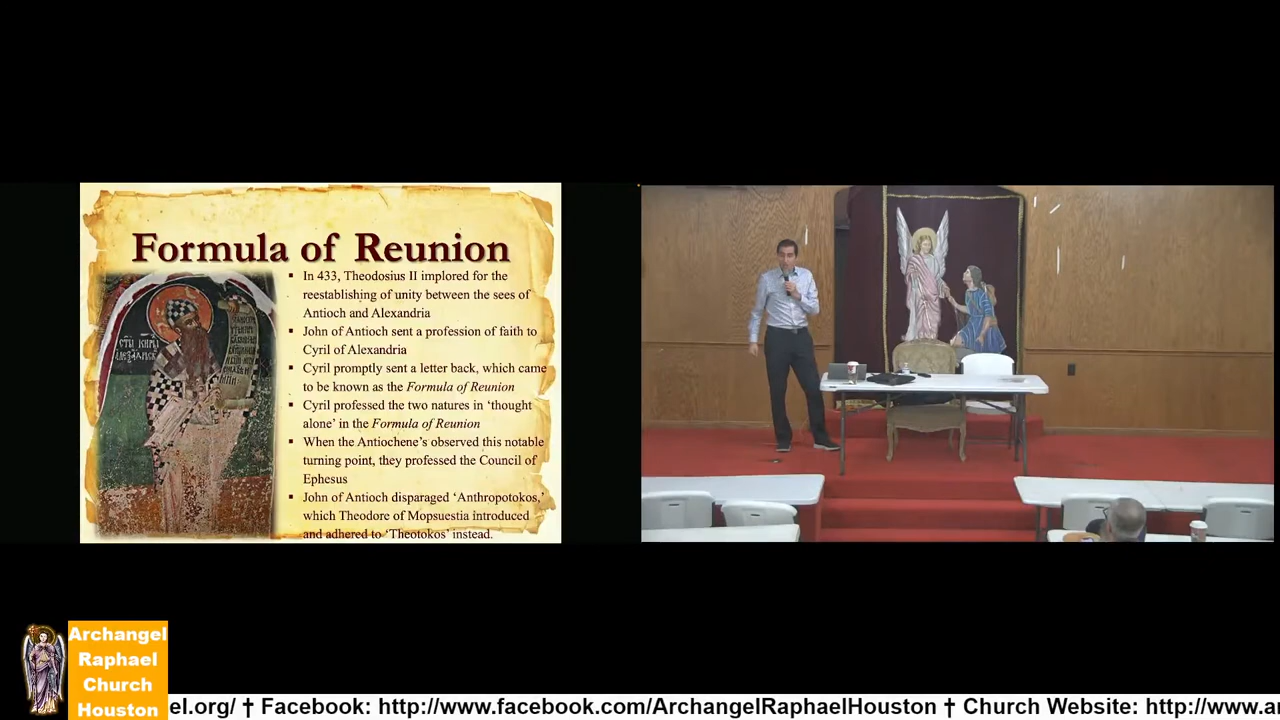 Formula of Reunion
▪ In 433, Theodosius II implored for the
reestablishing of unity between the sees of
Antioch and Alexandria
▪ John of Antioch sent a profession of faith to
Cyril of Alexandria
▪ Cyril promptly sent a letter back, which came
to be known as the Formula of Reunion
▪ Cyril professed the two natures in ‘thought
alone’ in the Formula of Reunion
▪ When the Antiochene’s observed this notable
turning point, they professed the Council of
Ephesus
▪ John of Antioch disparaged ‘Anthropotokos,’
which Theodore of Mopsuestia introduced
and adhered to ‘Theotokos’ instead.
Archangel
Raphael
Church
Houston
el.org/ ✝ Facebook: http://www.facebook.com/ArchangelRaphaelHouston ✝ Church Website: http://www.a